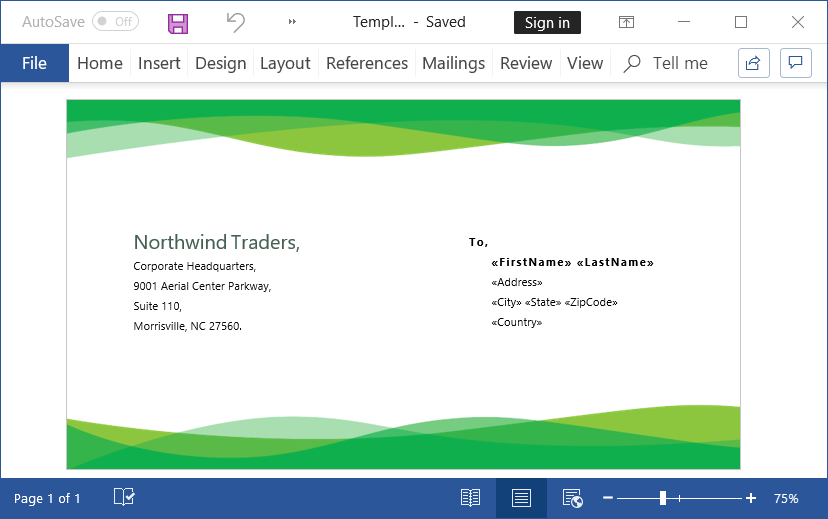 AutoSave Off Templ... - Saved Sign in
File Home Insert Design Layout References Mailings Review View Tell me
Northwind Traders,
Corporate Headquarters,
9001 Aerial Center Parkway,
Suite 110,
Morrisville, NC 27560.
To,
«FirstName» «LastName»
«Address»
«City» «State» «ZipCode»
«Country»
Page 1 of 1 75%